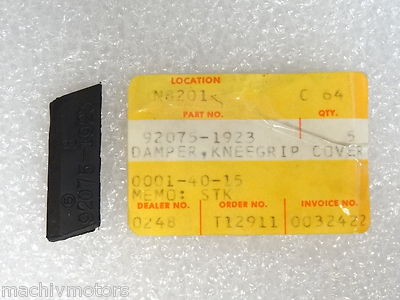 92075-1923
LOCATION
N8201 C 64
PART NO. QTY.
92075-1923 5
DAMPER,KNEEGRIP COVER
0001-40-15
MEMO: STK
DEALER NO. ORDER NO. INVOICE NO.
0248 T12911 0032422
© machivmotors